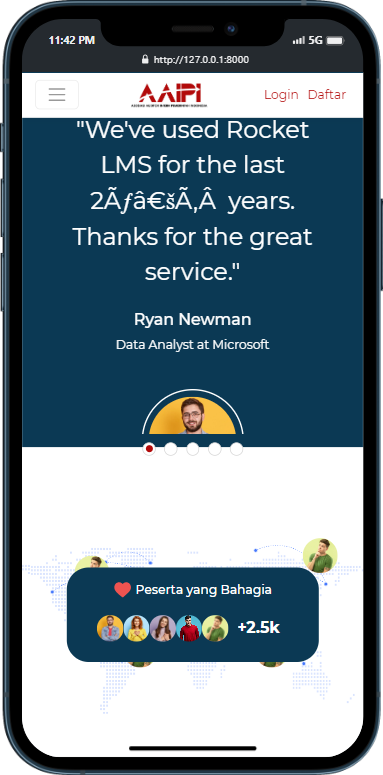 11:42 PM
5G
http://127.0.0.1:8000
AAIPI
Login Daftar
"We've used Rocket
LMS for the last
2Ãƒâ€šÃ‚Â years.
Thanks for the great
service."
Ryan Newman
Data Analyst at Microsoft
Peserta yang Bahagia
+2.5k